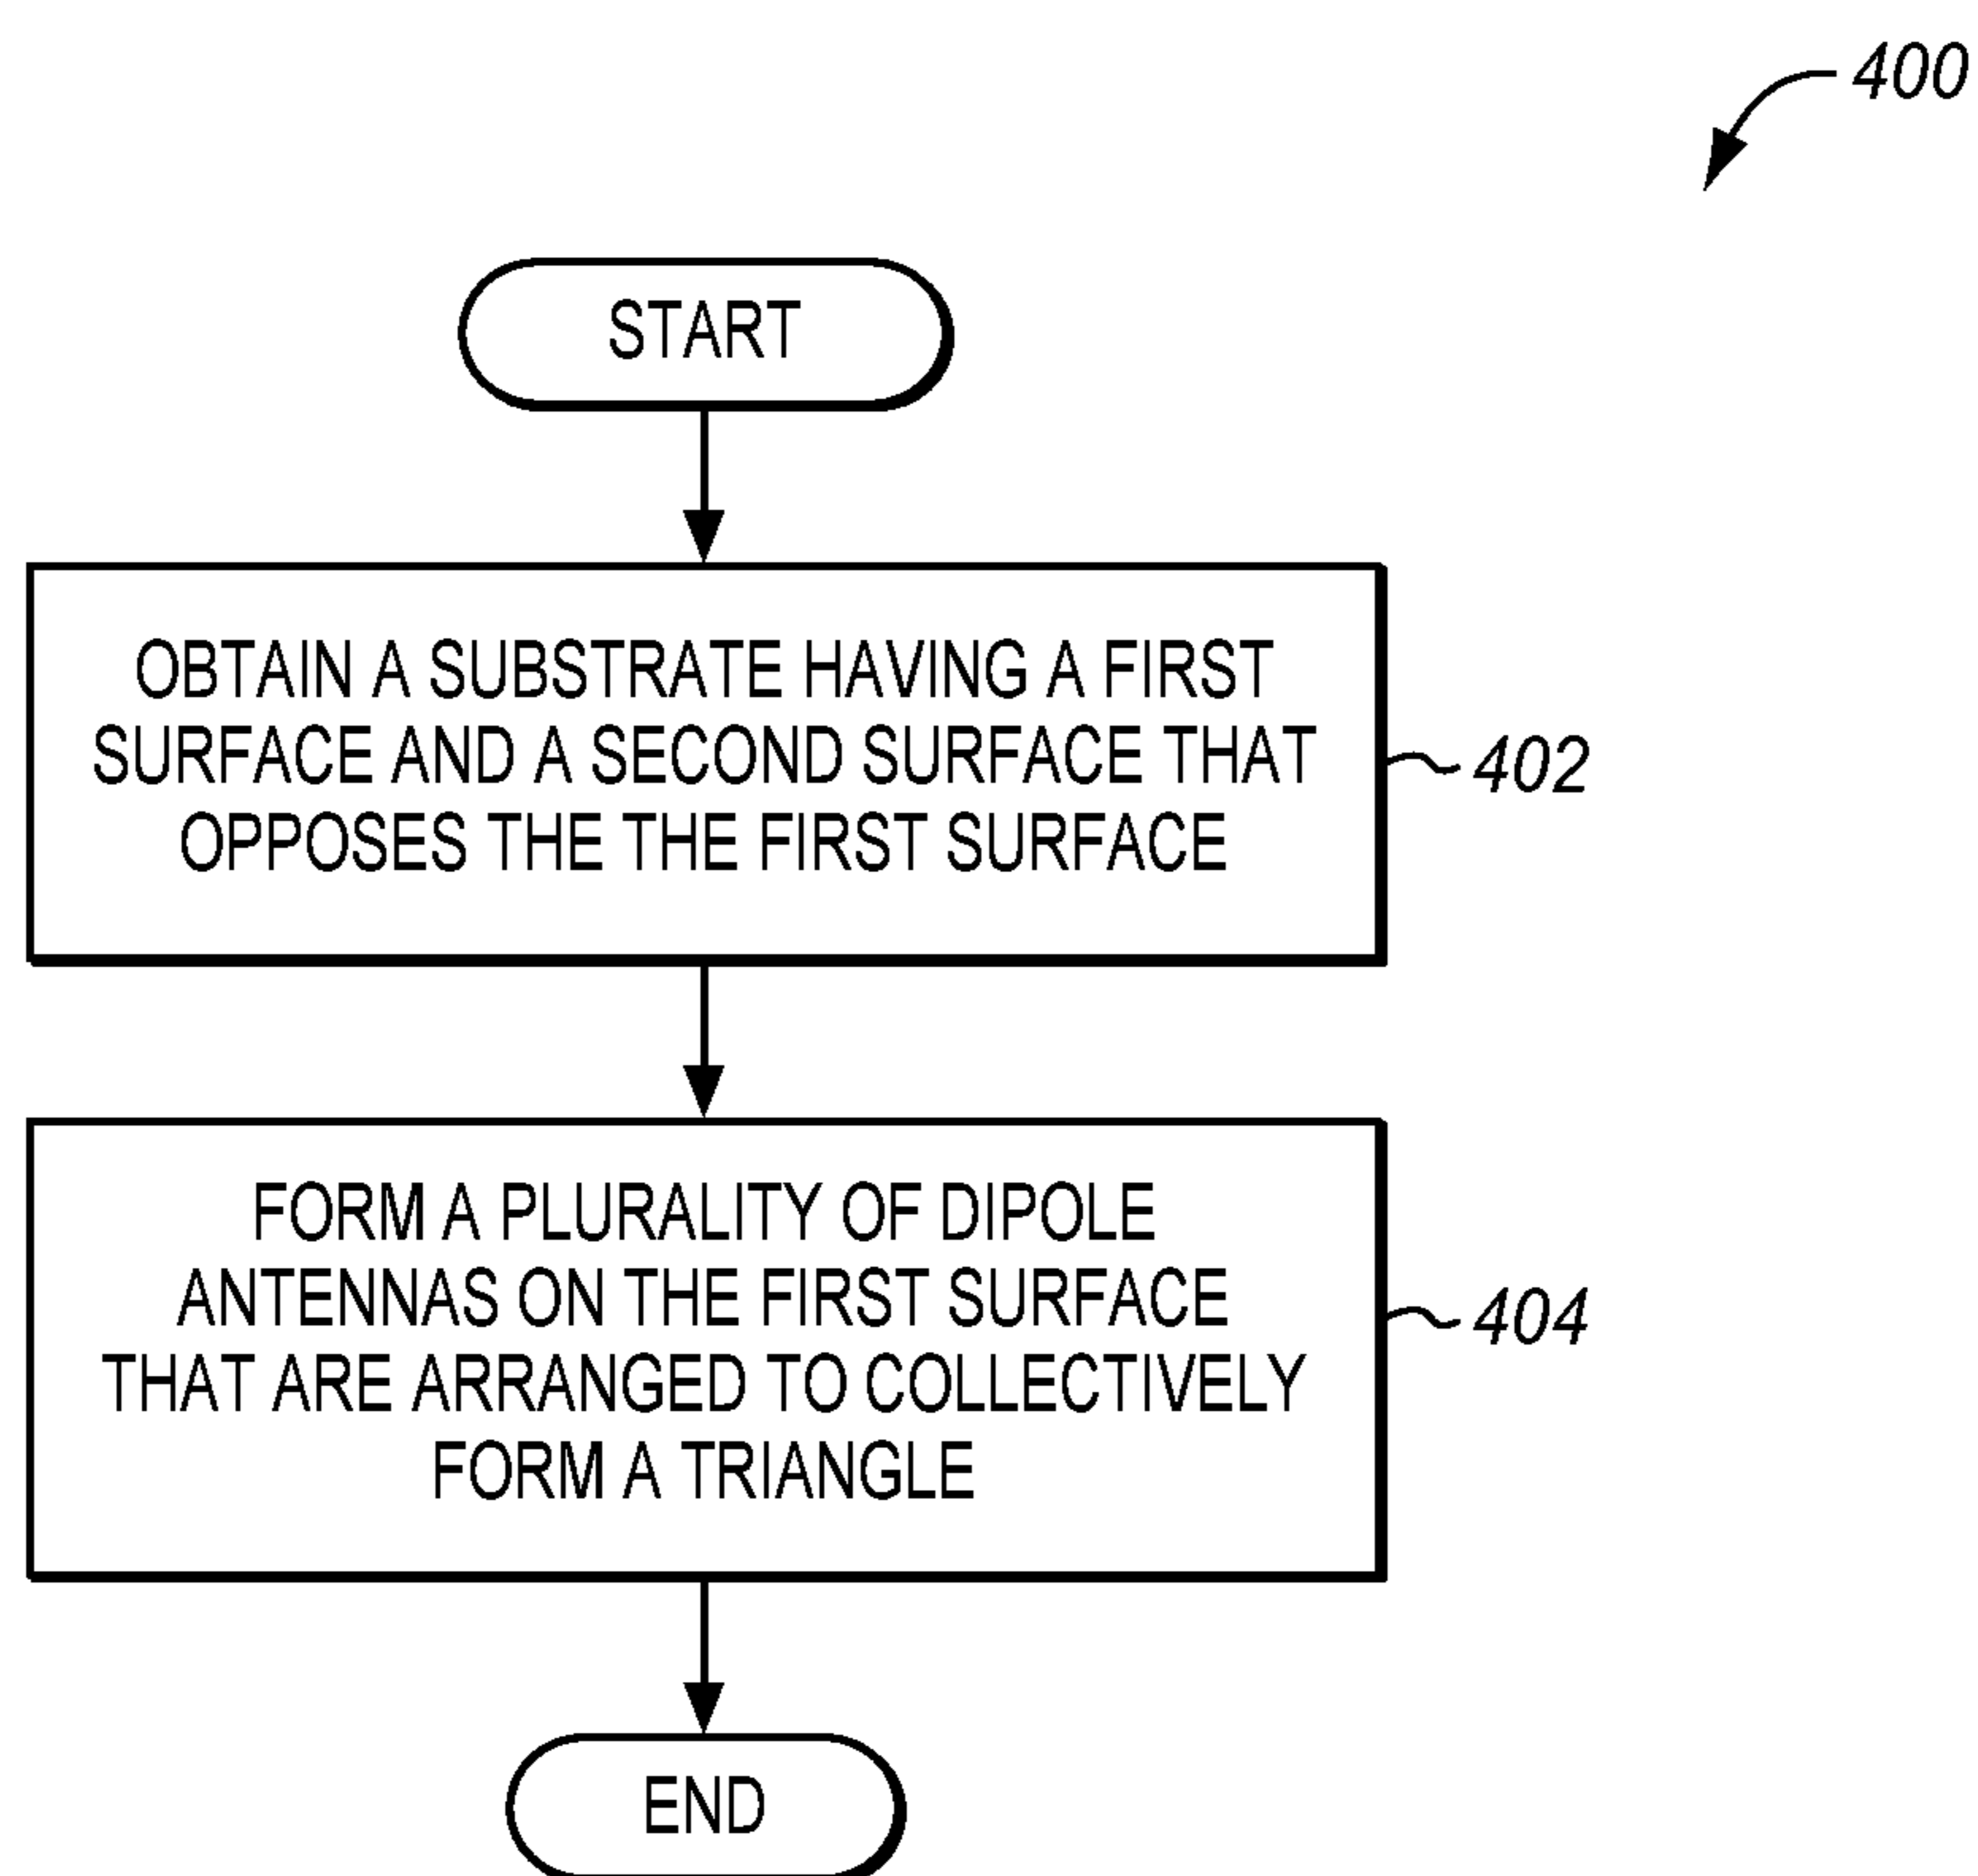 400
START
OBTAIN A SUBSTRATE HAVING A FIRST
SURFACE AND A SECOND SURFACE THAT
OPPOSES THE THE FIRST SURFACE
402
FORM A PLURALITY OF DIPOLE
ANTENNAS ON THE FIRST SURFACE
THAT ARE ARRANGED TO COLLECTIVELY
FORM A TRIANGLE
404
END